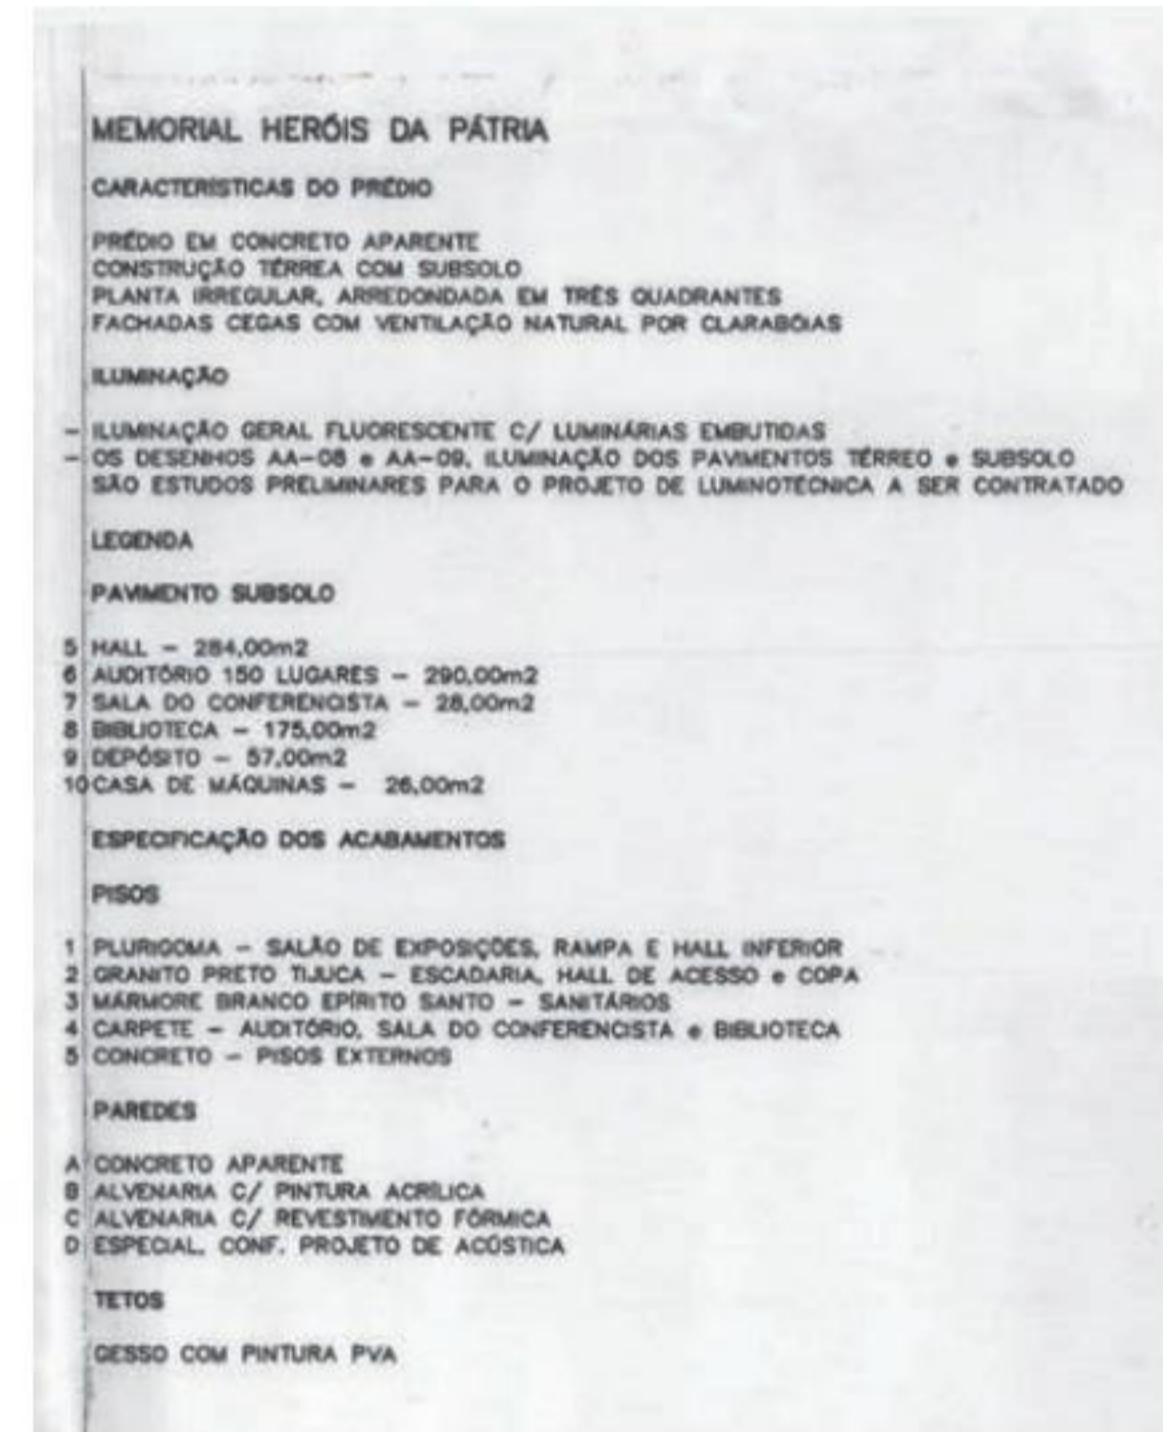 MEMORIAL HERÓIS DA PÁTRIA
CARACTERÍSTICAS DO PRÉDIO
PRÉDIO EM CONCRETO APARENTE
CONSTRUÇÃO TÉRREA COM SUBSOLO
PLANTA IRREGULAR, ARREDONDADA EM TRÊS QUADRANTES
FACHADAS CEGAS COM VENTILAÇÃO NATURAL POR CLARABÓIAS
ILUMINAÇÃO
- ILUMINAÇÃO GERAL FLUORESCENTE C/ LUMINÁRIAS EMBUTIDAS
- OS DESENHOS AA-08 e AA-09, ILUMINAÇÃO DOS PAVIMENTOS TÉRREO e SUBSOLO
SÃO ESTUDOS PRELIMINARES PARA O PROJETO DE LUMINOTÉCNICA A SER CONTRATADO
LEGENDA
PAVIMENTO SUBSOLO
5 HALL - 284,00m2
6 AUDITÓRIO 150 LUGARES - 290,00m2
7 SALA DO CONFERENCISTA - 28,00m2
8 BIBLIOTECA - 175,00m2
9 DEPÓSITO - 57,00m2
10 CASA DE MÁQUINAS - 26,00m2
ESPECIFICAÇÃO DOS ACABAMENTOS
PISOS
1 PLURIGOMA - SALÃO DE EXPOSIÇÕES, RAMPA E HALL INFERIOR
2 GRANITO PRETO TIJUCA - ESCADARIA, HALL DE ACESSO e COPA
3 MÁRMORE BRANCO EPÍRITO SANTO - SANITÁRIOS
4 CARPETE - AUDITÓRIO, SALA DO CONFERENCISTA e BIBLIOTECA
5 CONCRETO - PISOS EXTERNOS
PAREDES
A CONCRETO APARENTE
B ALVENARIA C/ PINTURA ACRÍLICA
C ALVENARIA C/ REVESTIMENTO FÓRMICA
D ESPECIAL, CONF. PROJETO DE ACÚSTICA
TETOS
GESSO COM PINTURA PVA